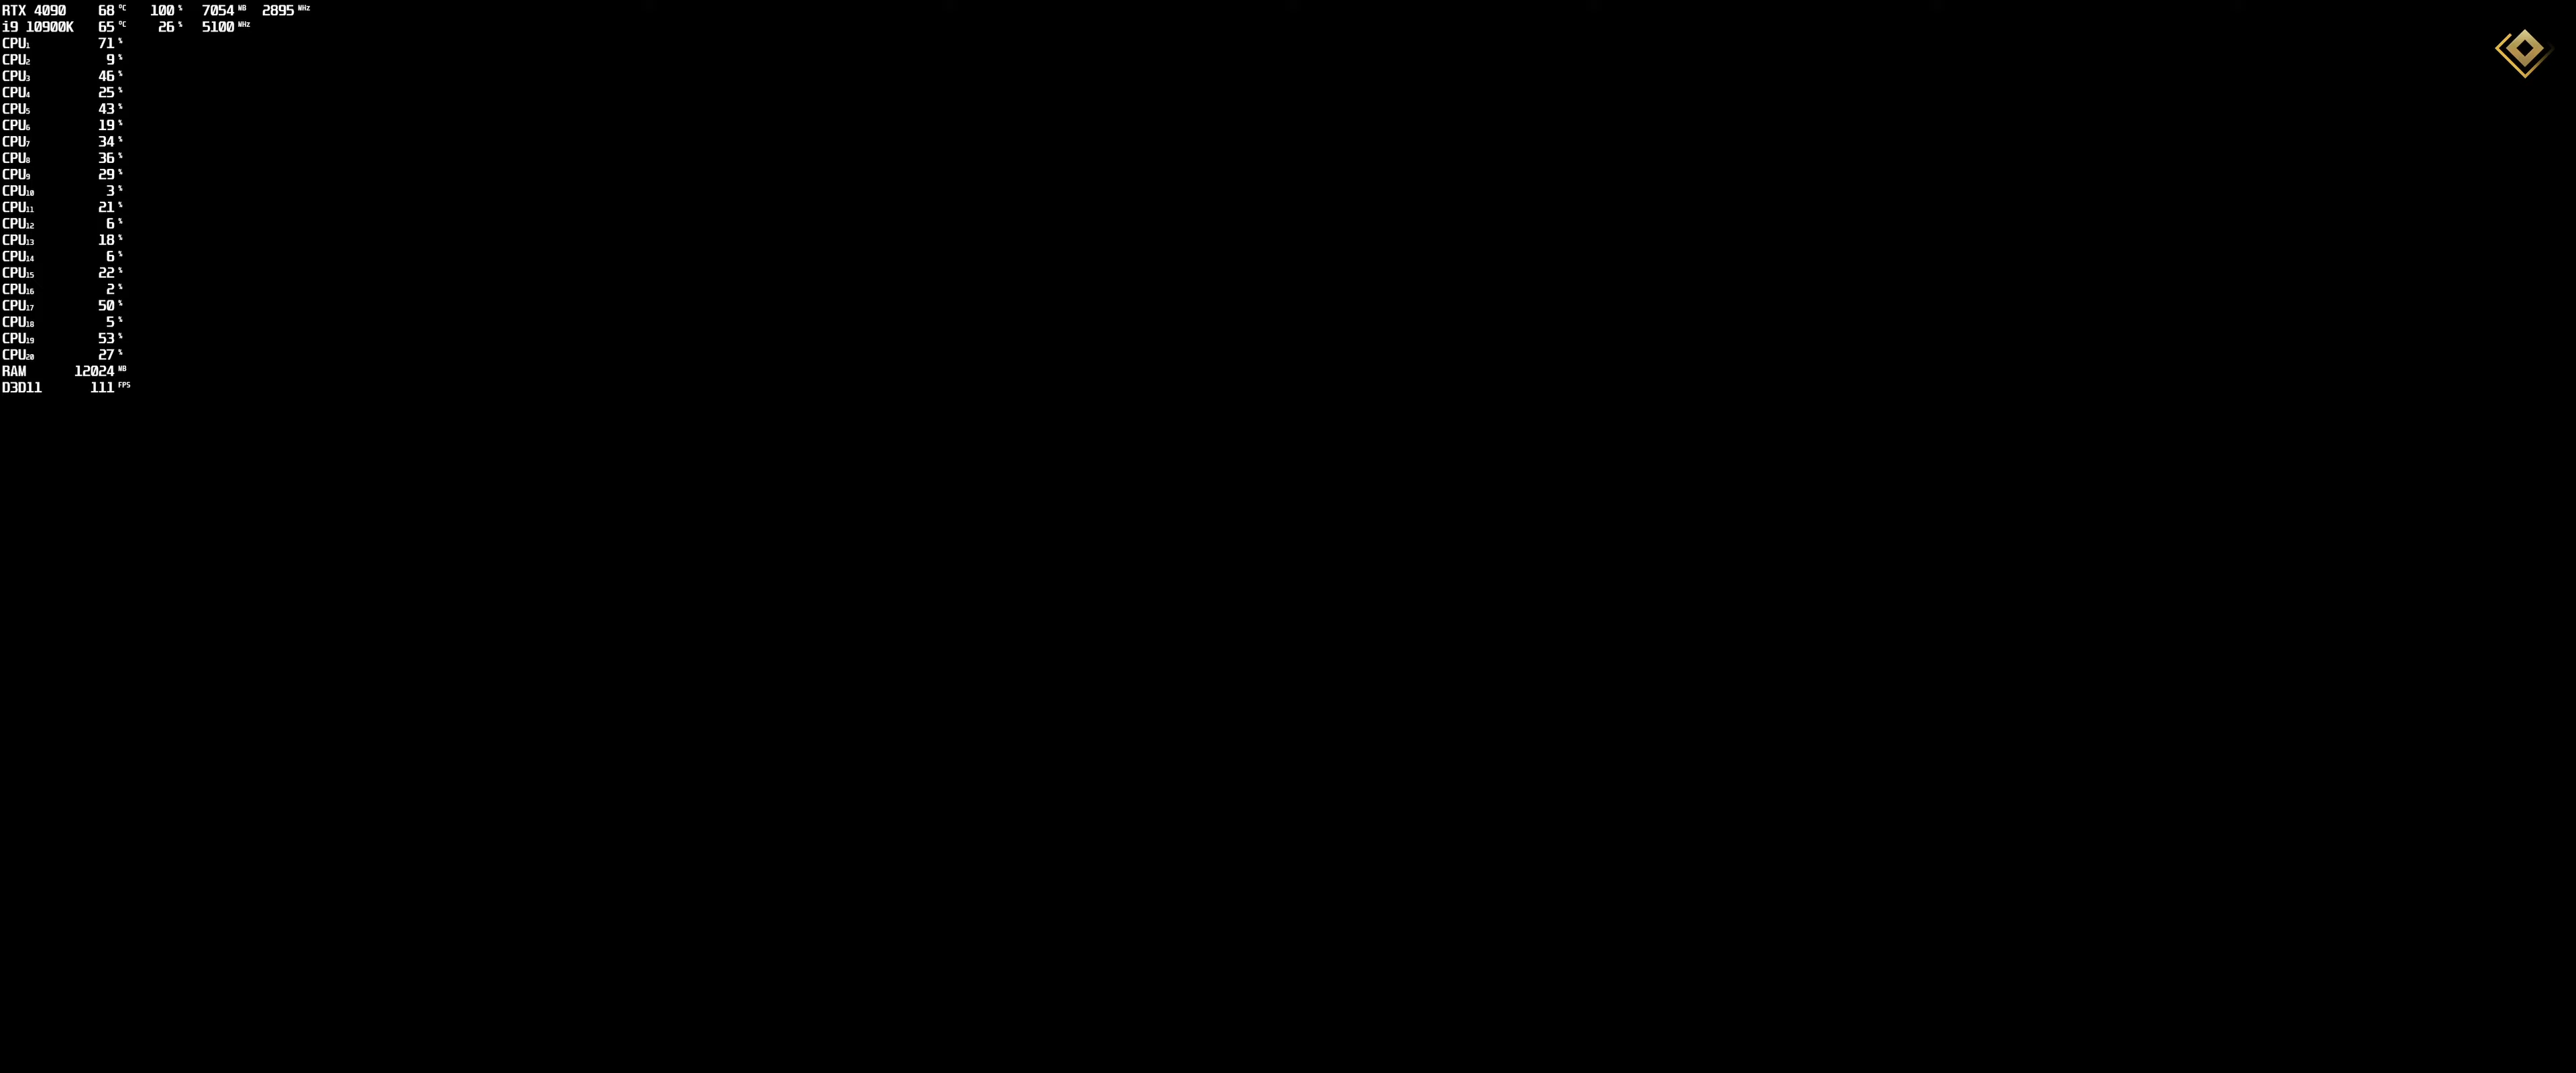 RTX 4090 68 °C 100 % 7054 MB 2895 MHz
i9 10900K 65 °C 26 % 5100 MHz
CPU1 71 %
CPU2 9 %
CPU3 46 %
CPU4 25 %
CPU5 43 %
CPU6 19 %
CPU7 34 %
CPU8 36 %
CPU9 29 %
CPU10 3 %
CPU11 21 %
CPU12 6 %
CPU13 18 %
CPU14 6 %
CPU15 22 %
CPU16 2 %
CPU17 50 %
CPU18 5 %
CPU19 53 %
CPU20 27 %
RAM 12024 MB
D3D11 111 FPS